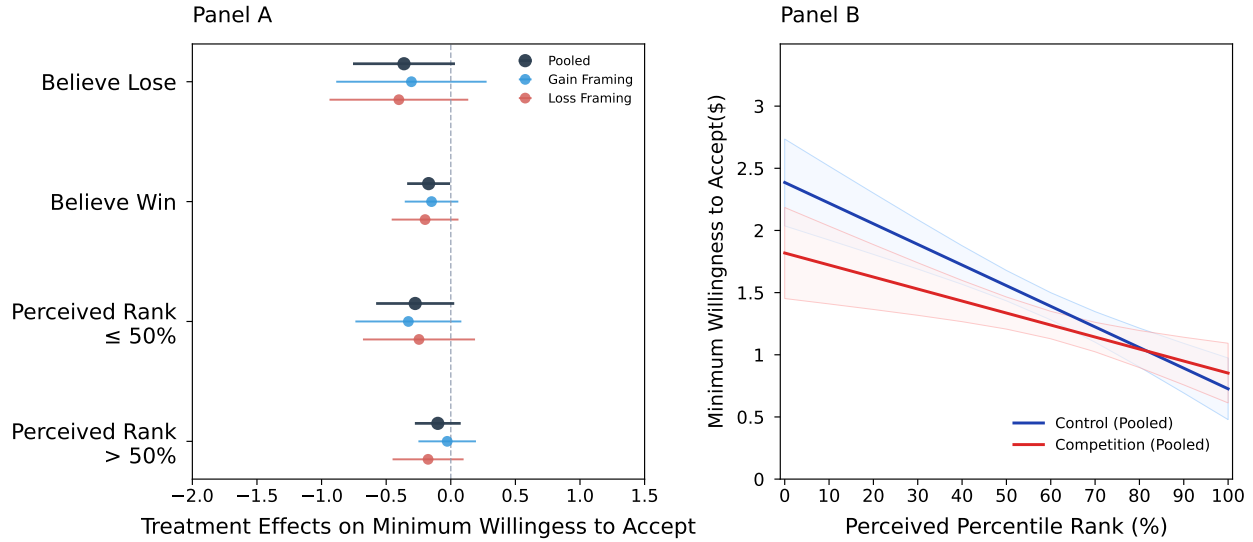 Panel A
Believe Lose
Believe Win
Perceived Rank
≤ 50%
Perceived Rank
> 50%
Pooled
Gain Framing
Loss Framing
−2.0 −1.5 −1.0 −0.5 0.0 0.5 1.0 1.5
Treatment Effects on Minimum Willingess to Accept
Panel B
Minimum Willingness to Accept($)
3
2.5
2
1.5
1
0.5
0
Control (Pooled)
Competition (Pooled)
0 10 20 30 40 50 60 70 80 90 100
Perceived Percentile Rank (%)